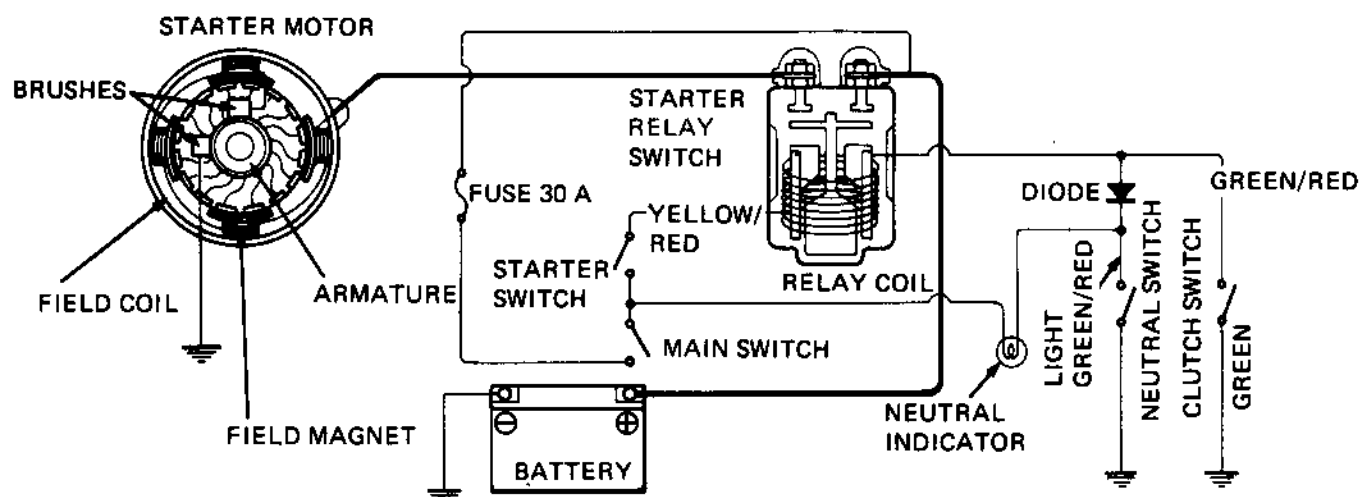 STARTER MOTOR
BRUSHES
FIELD COIL
ARMATURE
FIELD MAGNET
FUSE 30 A
STARTER
RELAY
SWITCH
YELLOW/
RED
STARTER
SWITCH
MAIN SWITCH
RELAY COIL
⊖ ⊕
BATTERY
NEUTRAL
INDICATOR
DIODE
LIGHT
GREEN/RED
NEUTRAL SWITCH
CLUTCH SWITCH
GREEN/RED
GREEN